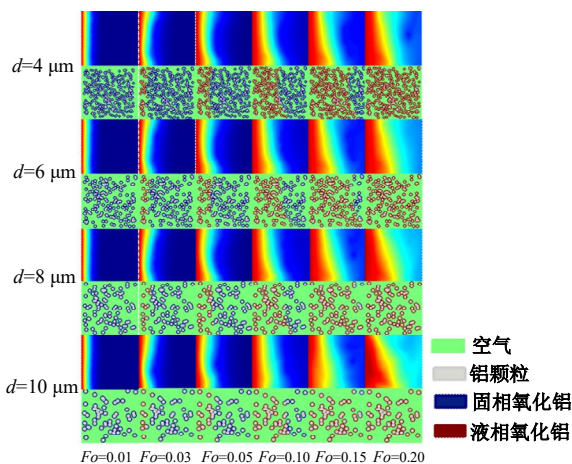 d=4 μm
d=6 μm
d=8 μm
d=10 μm
空气
铝颗粒
固相氧化铝
液相氧化铝
Fo=0.01 Fo=0.03 Fo=0.05 Fo=0.10 Fo=0.15 Fo=0.20